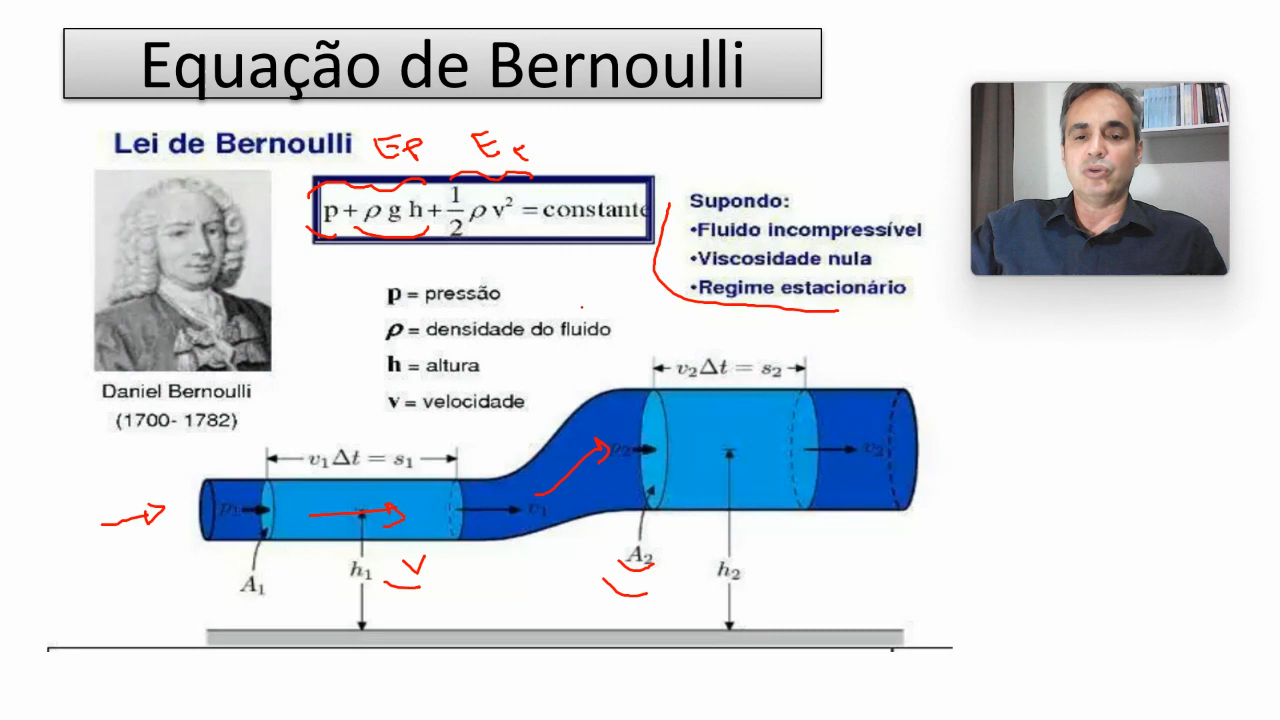 Equação de Bernoulli
Lei de Bernoulli
Ep
Ec
p + ρ g h + 1/2 ρ v² = constante
Supondo:
•Fluido incompressível
•Viscosidade nula
•Regime estacionário
p = pressão
ρ = densidade do fluido
h = altura
v = velocidade
Daniel Bernoulli
(1700- 1782)
v₂Δt = s₂
v₁Δt = s₁
p₂
v₂
p₁
v₁
A₁
h₁
V
A₂
h₂